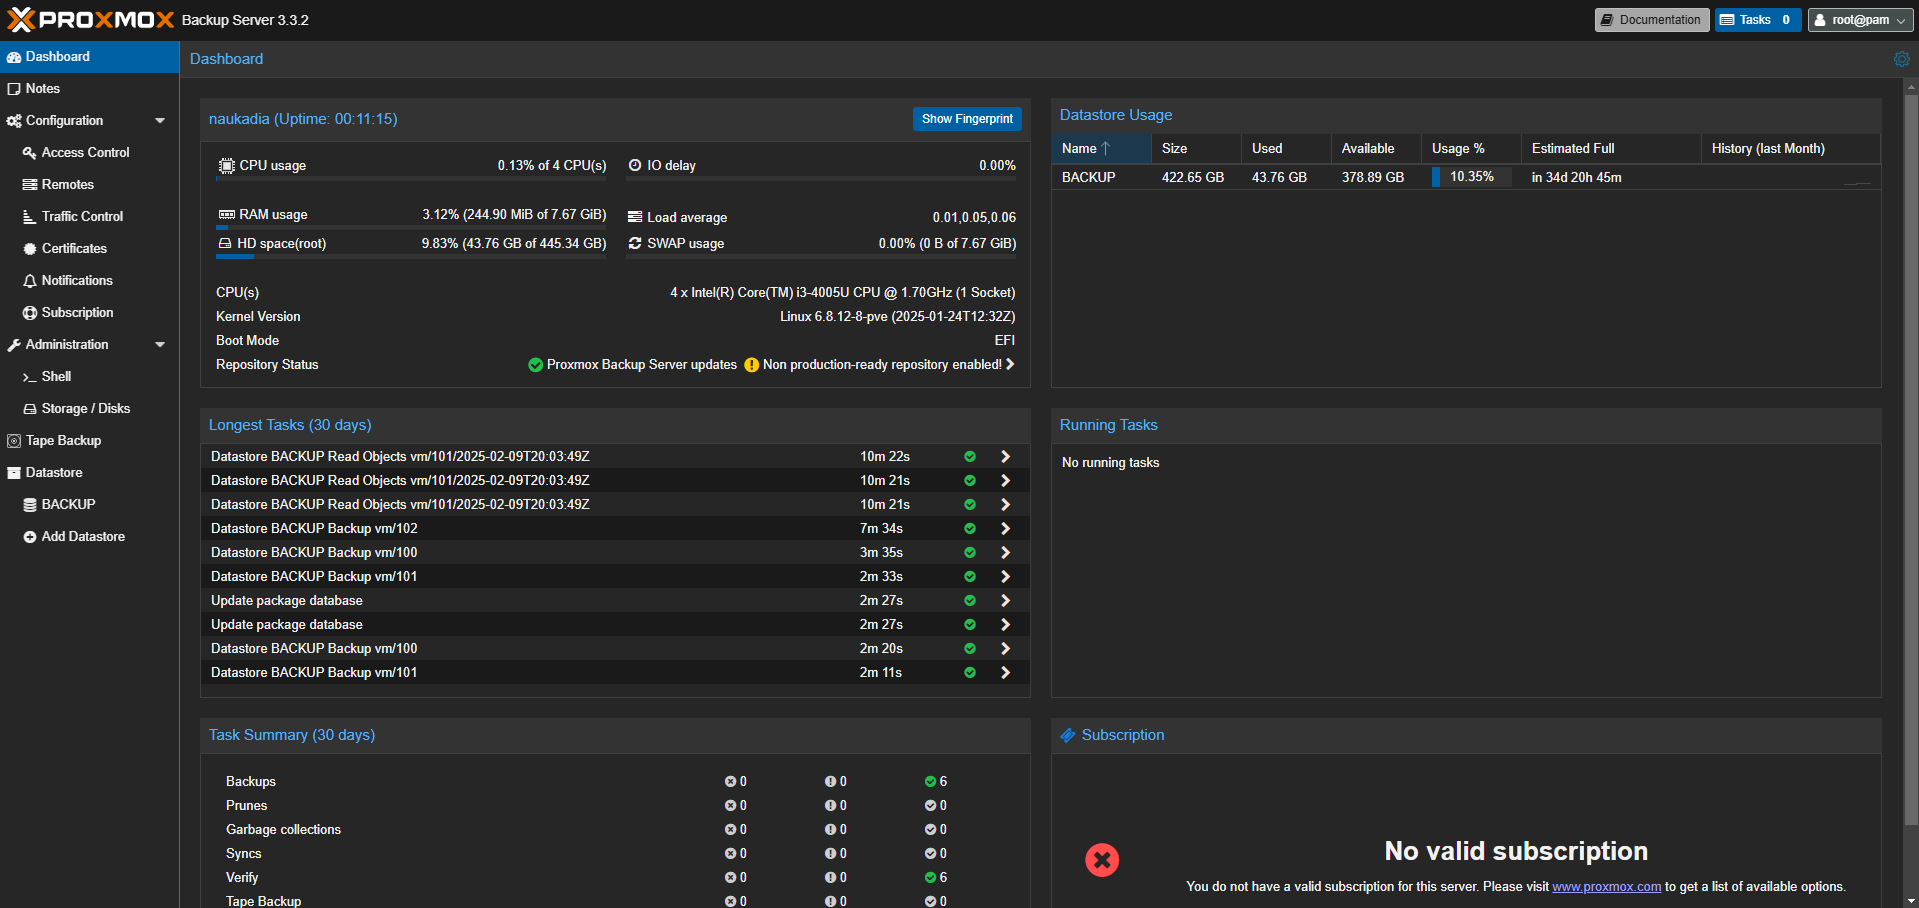 PROXMOX Backup Server 3.3.2
Documentation
Tasks 0
root@pam
Dashboard
Notes
Configuration
Access Control
Remotes
Traffic Control
Certificates
Notifications
Subscription
Administration
Shell
Storage / Disks
Tape Backup
Datastore
BACKUP
Add Datastore
Dashboard
naukadia (Uptime: 00:11:15)
Show Fingerprint
CPU usage 0.13% of 4 CPU(s)
IO delay 0.00%
RAM usage 3.12% (244.90 MiB of 7.67 GiB)
Load average 0.01,0.05,0.06
HD space(root) 9.83% (43.76 GB of 445.34 GB)
SWAP usage 0.00% (0 B of 7.67 GiB)
CPU(s) 4 x Intel(R) Core(TM) i3-4005U CPU @ 1.70GHz (1 Socket)
Kernel Version Linux 6.8.12-8-pve (2025-01-24T12:32Z)
Boot Mode EFI
Repository Status Proxmox Backup Server updates Non production-ready repository enabled!
Datastore Usage
Name Size Used Available Usage % Estimated Full History (last Month)
BACKUP 422.65 GB 43.76 GB 378.89 GB 10.35% in 34d 20h 45m
Longest Tasks (30 days)
Datastore BACKUP Read Objects vm/101/2025-02-09T20:03:49Z 10m 22s
Datastore BACKUP Read Objects vm/101/2025-02-09T20:03:49Z 10m 21s
Datastore BACKUP Read Objects vm/101/2025-02-09T20:03:49Z 10m 21s
Datastore BACKUP Backup vm/102 7m 34s
Datastore BACKUP Backup vm/100 3m 35s
Datastore BACKUP Backup vm/101 2m 33s
Update package database 2m 27s
Update package database 2m 27s
Datastore BACKUP Backup vm/100 2m 20s
Datastore BACKUP Backup vm/101 2m 11s
Running Tasks
No running tasks
Task Summary (30 days)
Backups 0 0 6
Prunes 0 0 0
Garbage collections 0 0 0
Syncs 0 0 0
Verify 0 0 6
Tape Backup 0 0 0
Subscription
No valid subscription
You do not have a valid subscription for this server. Please visit www.proxmox.com to get a list of available options.